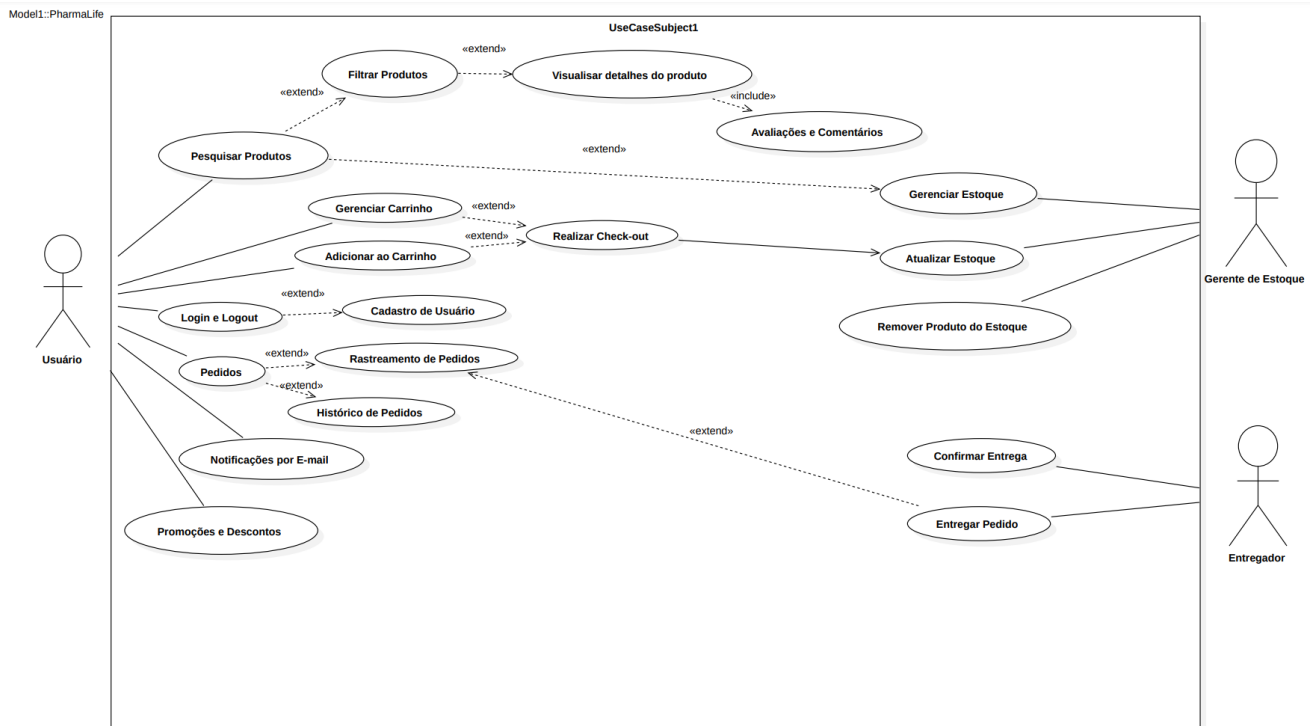 Model1::PharmaLife
UseCaseSubject1
«extend»
Filtrar Produtos
Visualisar detalhes do produto
«extend»
«include»
Avaliações e Comentários
Pesquisar Produtos
«extend»
Gerenciar Estoque
Gerenciar Carrinho
«extend»
«extend»
Realizar Check-out
Adicionar ao Carrinho
Atualizar Estoque
Gerente de Estoque
«extend»
Cadastro de Usuário
Login e Logout
Remover Produto do Estoque
Usuário
«extend»
Rastreamento de Pedidos
Pedidos
«extend»
Histórico de Pedidos
«extend»
Notificações por E-mail
Confirmar Entrega
Promoções e Descontos
Entregar Pedido
Entregador